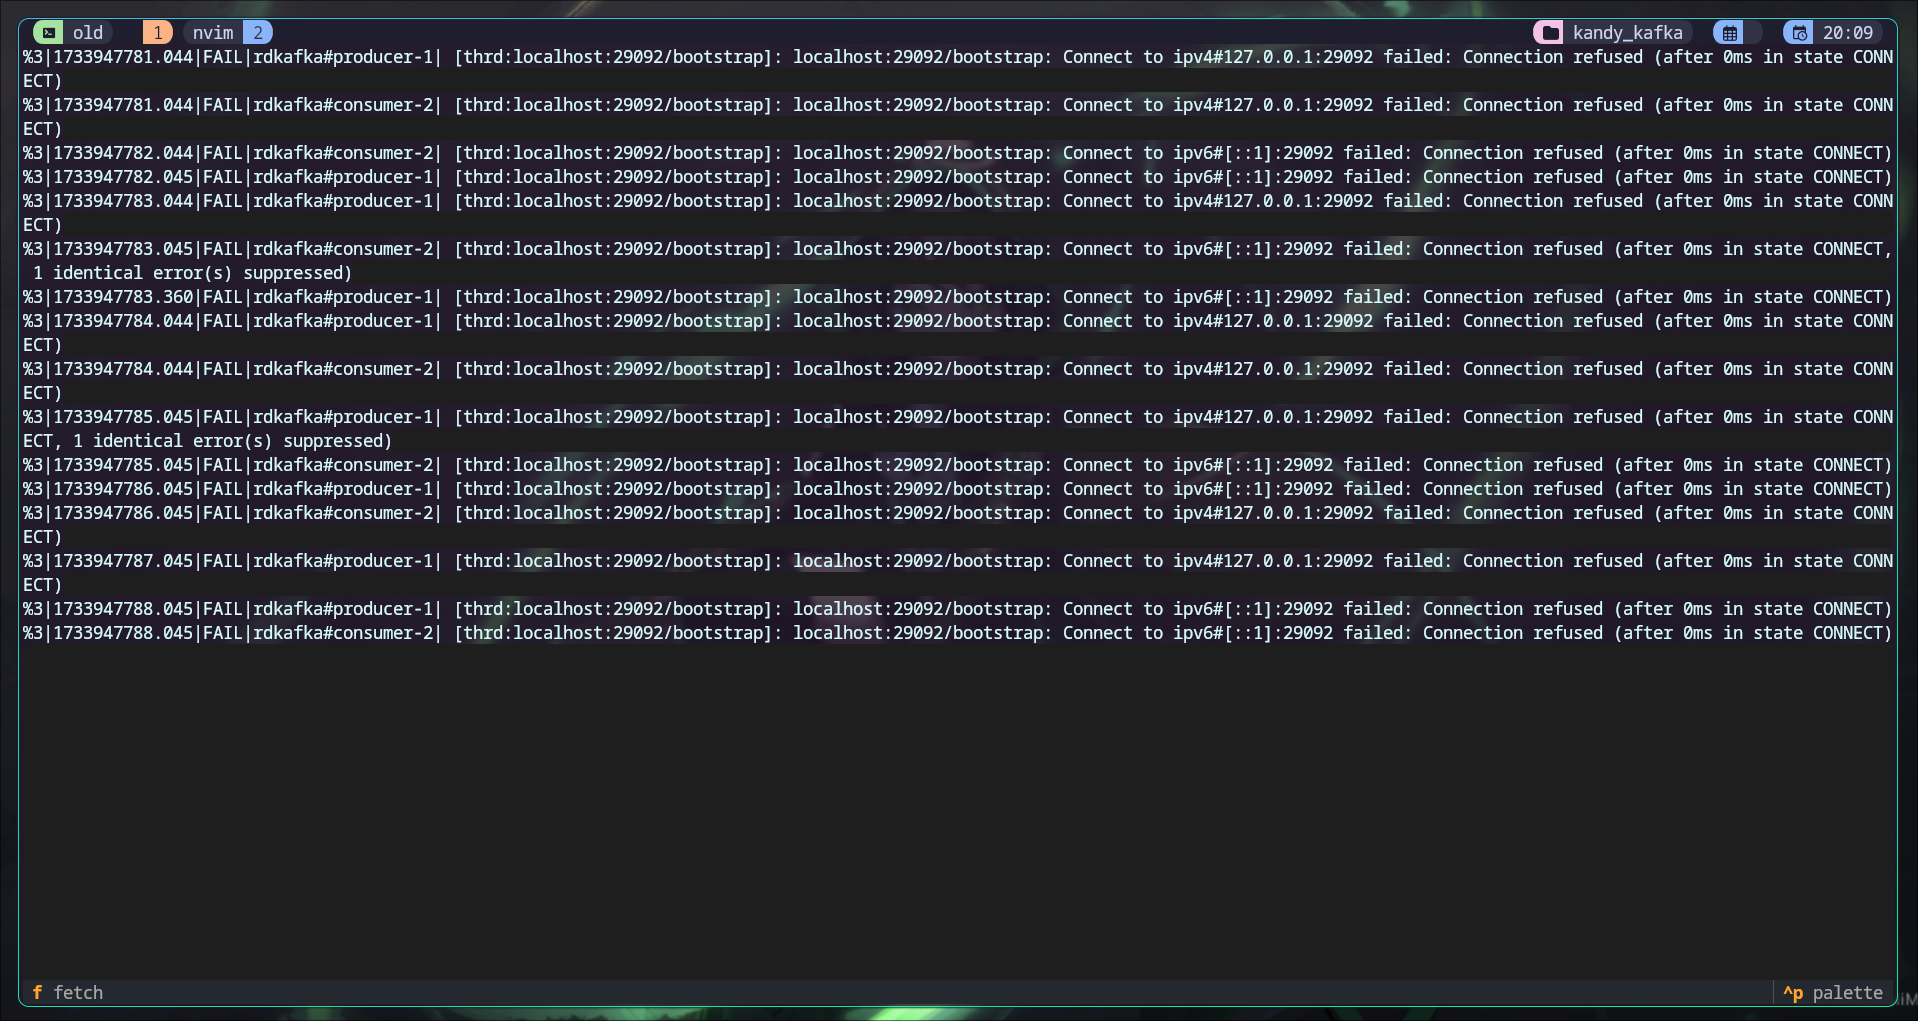 old 1 nvim 2 kandy_kafka 20:09
%3|1733947781.044|FAIL|rdkafka#producer-1| [thrd:localhost:29092/bootstrap]: localhost:29092/bootstrap: Connect to ipv4#127.0.0.1:29092 failed: Connection refused (after 0ms in state CONN
ECT)
%3|1733947781.044|FAIL|rdkafka#consumer-2| [thrd:localhost:29092/bootstrap]: localhost:29092/bootstrap: Connect to ipv4#127.0.0.1:29092 failed: Connection refused (after 0ms in state CONN
ECT)
%3|1733947782.044|FAIL|rdkafka#consumer-2| [thrd:localhost:29092/bootstrap]: localhost:29092/bootstrap: Connect to ipv6#[::1]:29092 failed: Connection refused (after 0ms in state CONNECT)
%3|1733947782.045|FAIL|rdkafka#producer-1| [thrd:localhost:29092/bootstrap]: localhost:29092/bootstrap: Connect to ipv6#[::1]:29092 failed: Connection refused (after 0ms in state CONNECT)
%3|1733947783.044|FAIL|rdkafka#producer-1| [thrd:localhost:29092/bootstrap]: localhost:29092/bootstrap: Connect to ipv4#127.0.0.1:29092 failed: Connection refused (after 0ms in state CONN
ECT)
%3|1733947783.045|FAIL|rdkafka#consumer-2| [thrd:localhost:29092/bootstrap]: localhost:29092/bootstrap: Connect to ipv6#[::1]:29092 failed: Connection refused (after 0ms in state CONNECT,
 1 identical error(s) suppressed)
%3|1733947783.360|FAIL|rdkafka#producer-1| [thrd:localhost:29092/bootstrap]: localhost:29092/bootstrap: Connect to ipv6#[::1]:29092 failed: Connection refused (after 0ms in state CONNECT)
%3|1733947784.044|FAIL|rdkafka#producer-1| [thrd:localhost:29092/bootstrap]: localhost:29092/bootstrap: Connect to ipv4#127.0.0.1:29092 failed: Connection refused (after 0ms in state CONN
ECT)
%3|1733947784.044|FAIL|rdkafka#consumer-2| [thrd:localhost:29092/bootstrap]: localhost:29092/bootstrap: Connect to ipv4#127.0.0.1:29092 failed: Connection refused (after 0ms in state CONN
ECT)
%3|1733947785.045|FAIL|rdkafka#producer-1| [thrd:localhost:29092/bootstrap]: localhost:29092/bootstrap: Connect to ipv4#127.0.0.1:29092 failed: Connection refused (after 0ms in state CONN
ECT, 1 identical error(s) suppressed)
%3|1733947785.045|FAIL|rdkafka#consumer-2| [thrd:localhost:29092/bootstrap]: localhost:29092/bootstrap: Connect to ipv6#[::1]:29092 failed: Connection refused (after 0ms in state CONNECT)
%3|1733947786.045|FAIL|rdkafka#producer-1| [thrd:localhost:29092/bootstrap]: localhost:29092/bootstrap: Connect to ipv6#[::1]:29092 failed: Connection refused (after 0ms in state CONNECT)
%3|1733947786.045|FAIL|rdkafka#consumer-2| [thrd:localhost:29092/bootstrap]: localhost:29092/bootstrap: Connect to ipv4#127.0.0.1:29092 failed: Connection refused (after 0ms in state CONN
ECT)
%3|1733947787.045|FAIL|rdkafka#producer-1| [thrd:localhost:29092/bootstrap]: localhost:29092/bootstrap: Connect to ipv4#127.0.0.1:29092 failed: Connection refused (after 0ms in state CONN
ECT)
%3|1733947788.045|FAIL|rdkafka#producer-1| [thrd:localhost:29092/bootstrap]: localhost:29092/bootstrap: Connect to ipv6#[::1]:29092 failed: Connection refused (after 0ms in state CONNECT)
%3|1733947788.045|FAIL|rdkafka#consumer-2| [thrd:localhost:29092/bootstrap]: localhost:29092/bootstrap: Connect to ipv6#[::1]:29092 failed: Connection refused (after 0ms in state CONNECT)
f fetch ^p palette